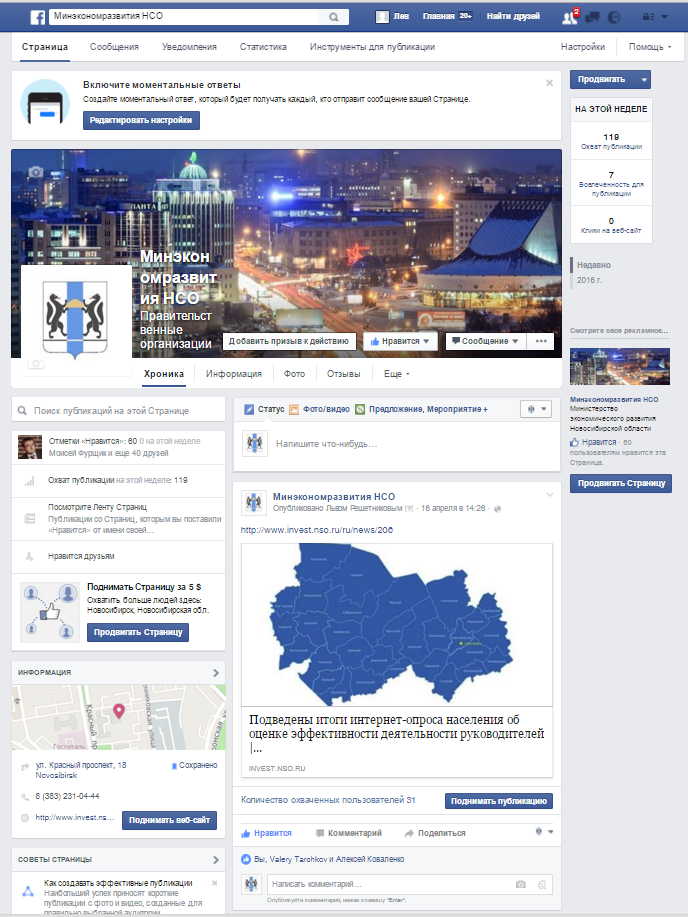 Минэкономразвития НСО
Лев
Главная 20+
Найти друзей
2
Страница
Сообщения
Уведомления
Статистика
Инструменты для публикации
Настройки
Помощь
Включите моментальные ответы
Создайте моментальный ответ, который будет получать каждый, кто отправит сообщение вашей Странице.
Редактировать настройки
Продвигать
НА ЭТОЙ НЕДЕЛЕ
119
Охват публикации
7
Вовлеченность для
публикации
0
Клики на веб-сайт
Недавно
2016 г.
Минэкон
омразвит
ия НСО
Правительст
венные
организации
Добавить призыв к действию
Нравится
Сообщение
Хроника
Информация
Фото
Отзывы
Еще
Смотрите свое рекламное...
Минэкономразвития НСО
Министерство
экономического развития
Новосибирской области
Нравится · 60
пользователям нравится эта
Страница.
Продвигать Страницу
Поиск публикаций на этой Странице
Отметки «Нравится»: 60 0 на этой неделе
Моисей Фурщик и еще 40 друзей
Охват публикации на этой неделе: 119
Посмотрите Ленту Страниц
Публикации со Страниц, которым вы поставили
«Нравится» от имени своей...
Нравится друзьям
Поднимать Страницу за 5 $
Охватить больше людей здесь:
Новосибирск, Новосибирская обл.
Продвигать Страницу
ИНФОРМАЦИЯ
Красный пр
Госпиталь
ул. Красный проспект, 18
Novosibirsk
Сохранено
8 (383) 231-04-44
http://www.invest.ns...
Поднимать веб-сайт
СОВЕТЫ СТРАНИЦЫ
Как создавать эффективные публикации
Наибольший успех приносят короткие
публикации с фото и видео, созданные для
правильно выбранной аудитории
Статус
Фото/видео
Предложение, Мероприятие +
Напишите что-нибудь...
Минэкономразвития НСО
Опубликовано Львом Решетниковым [?] · 16 апреля в 14:26 ·
http://www.invest.nso.ru/ru/news/206
Подведены итоги интернет-опроса населения об
оценке эффективности деятельности руководителей
|...
INVEST.NSO.RU
Количество охваченных пользователей 31
Поднимать публикацию
Нравится
Комментарий
Поделиться
Вы, Valery Tarohkov и Алексей Коваленко
Написать комментарий ...
Опубликуйте комментарий, нажав клавишу "Enter".